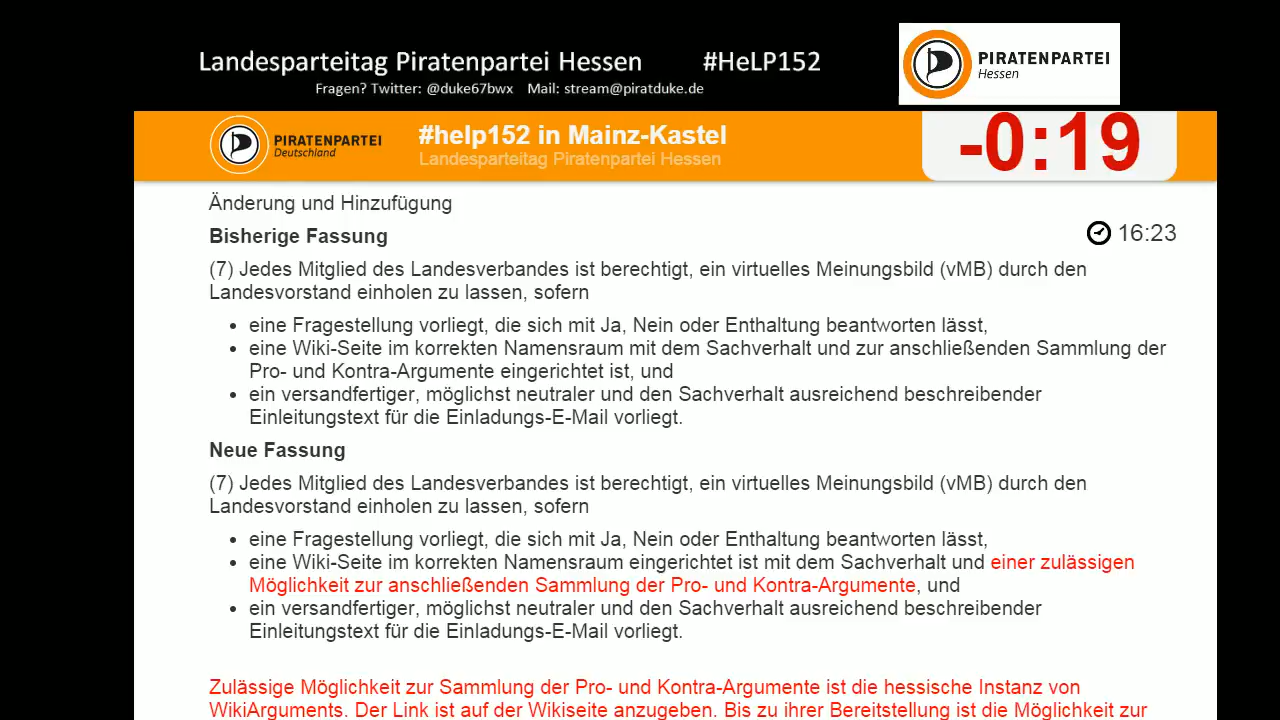 Landesparteitag Piratenpartei Hessen #HeLP152
Fragen? Twitter: @duke67bwx Mail: stream@piratduke.de
PIRATENPARTEI
Hessen
PIRATENPARTEI
Deutschland
#help152 in Mainz-Kastel
Landesparteitag Piratenpartei Hessen
-0:19
16:23
Änderung und Hinzufügung
Bisherige Fassung
(7) Jedes Mitglied des Landesverbandes ist berechtigt, ein virtuelles Meinungsbild (vMB) durch den
Landesvorstand einholen zu lassen, sofern
• eine Fragestellung vorliegt, die sich mit Ja, Nein oder Enthaltung beantworten lässt,
• eine Wiki-Seite im korrekten Namensraum mit dem Sachverhalt und zur anschließenden Sammlung der
Pro- und Kontra-Argumente eingerichtet ist, und
• ein versandfertiger, möglichst neutraler und den Sachverhalt ausreichend beschreibender
Einleitungstext für die Einladungs-E-Mail vorliegt.
Neue Fassung
(7) Jedes Mitglied des Landesverbandes ist berechtigt, ein virtuelles Meinungsbild (vMB) durch den
Landesvorstand einholen zu lassen, sofern
• eine Fragestellung vorliegt, die sich mit Ja, Nein oder Enthaltung beantworten lässt,
• eine Wiki-Seite im korrekten Namensraum eingerichtet ist mit dem Sachverhalt und einer zulässigen
Möglichkeit zur anschließenden Sammlung der Pro- und Kontra-Argumente, und
• ein versandfertiger, möglichst neutraler und den Sachverhalt ausreichend beschreibender
Einleitungstext für die Einladungs-E-Mail vorliegt.
Zulässige Möglichkeit zur Sammlung der Pro- und Kontra-Argumente ist die hessische Instanz von
WikiArguments. Der Link ist auf der Wikiseite anzugeben. Bis zu ihrer Bereitstellung ist die Möglichkeit zur